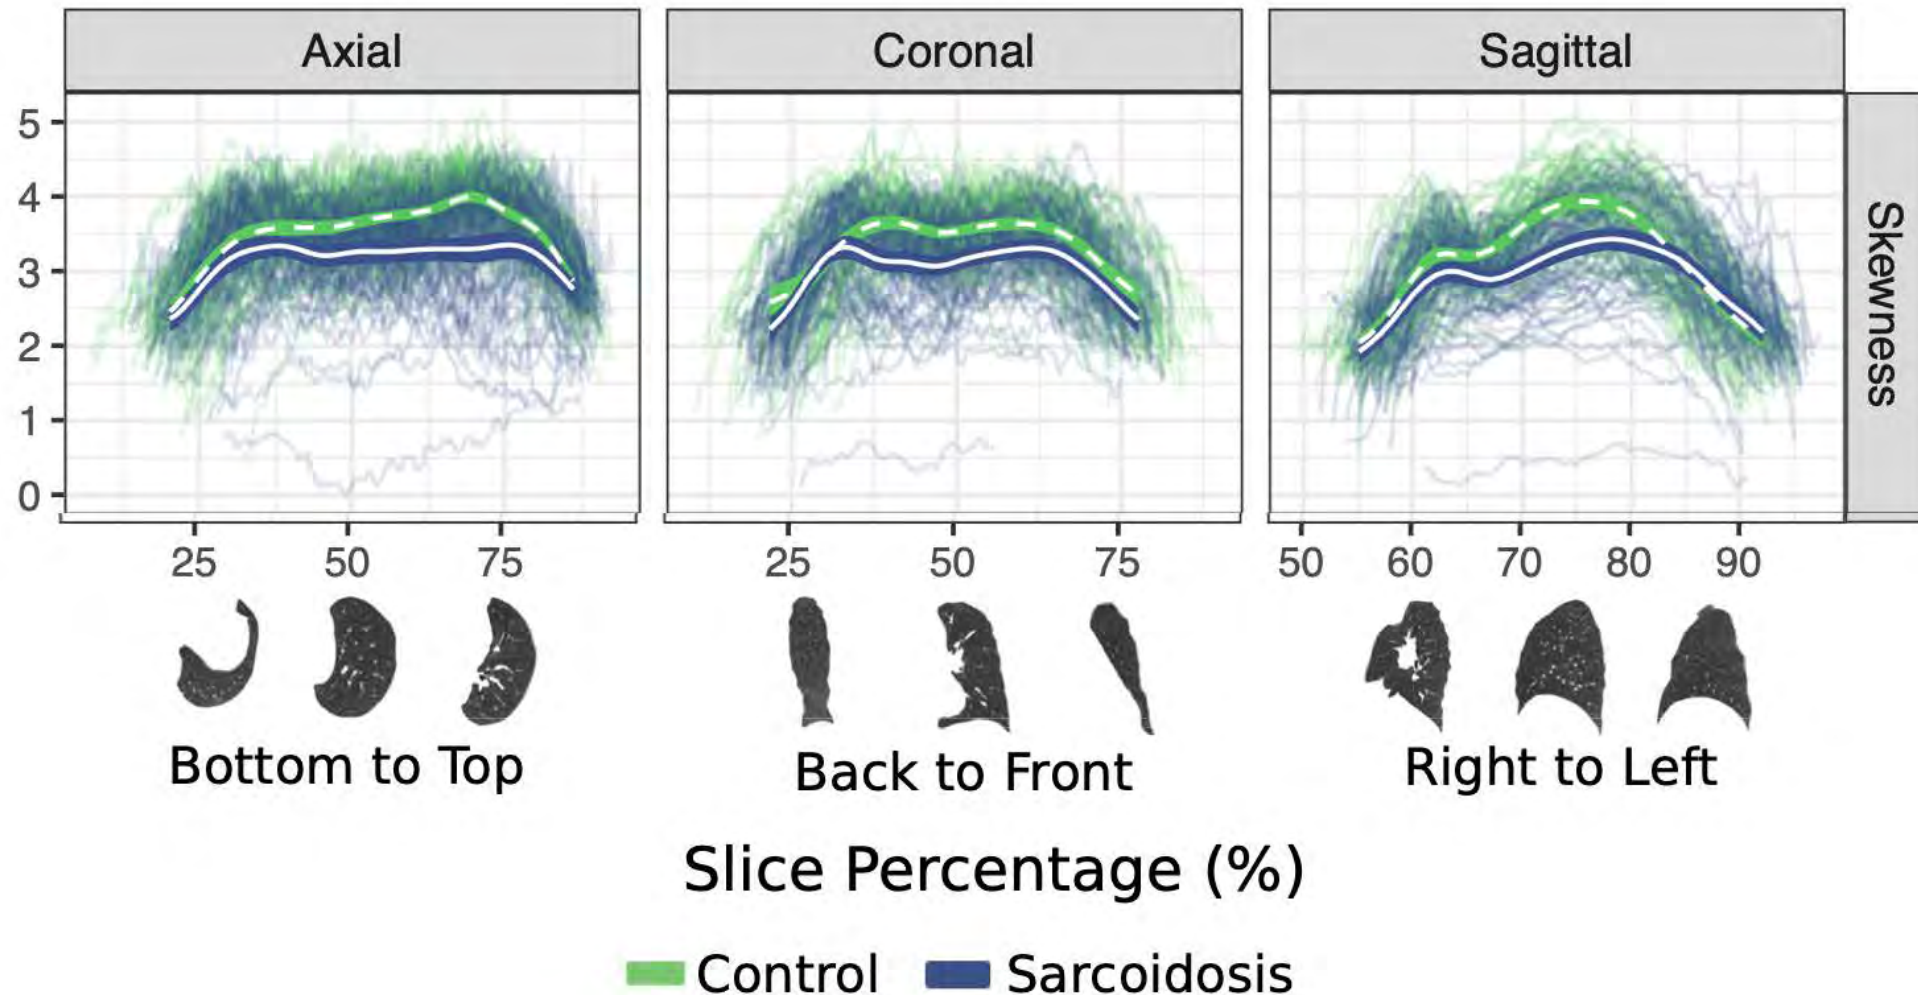 Axial Coronal Sagittal
Skewness
5
4
3
2
1
0
25 50 75 25 50 75 50 60 70 80 90
Bottom to Top Back to Front Right to Left
Slice Percentage (%)
Control Sarcoidosis